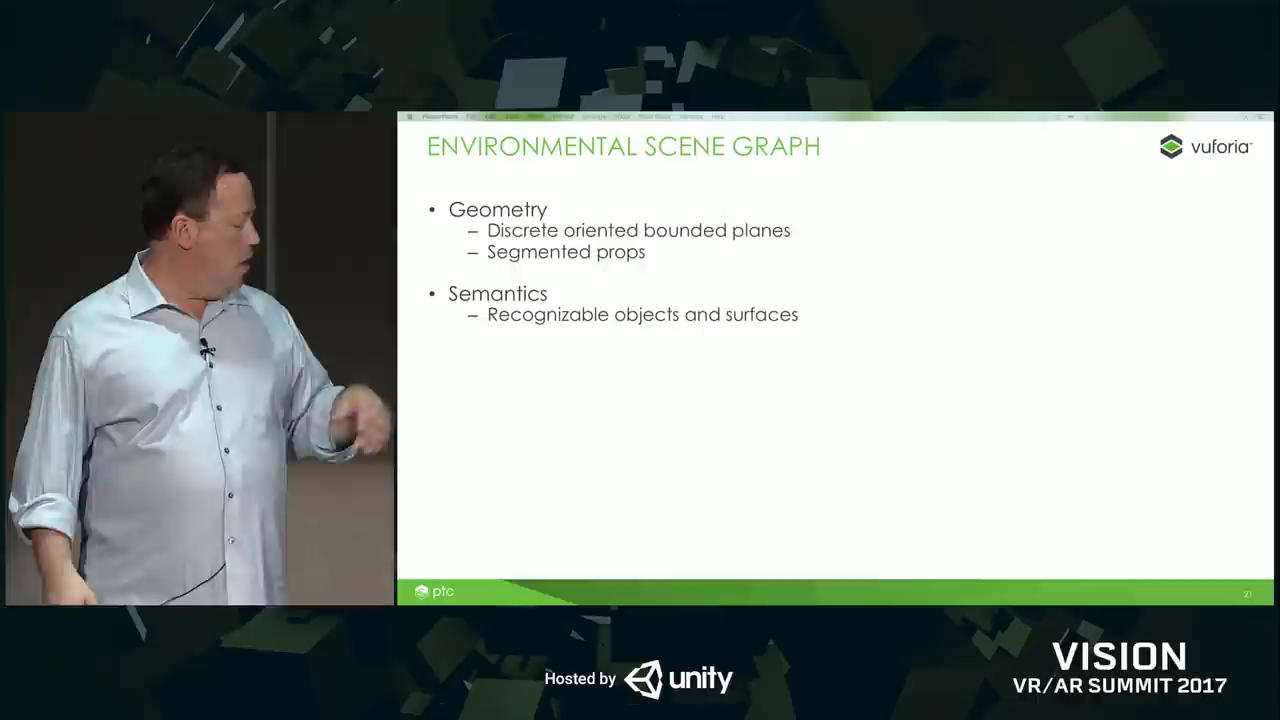 ENVIRONMENTAL SCENE GRAPH
vuforia™
• Geometry
– Discrete oriented bounded planes
– Segmented props
• Semantics
– Recognizable objects and surfaces
ptc
Hosted by unity
VISION
VR/AR SUMMIT 2017